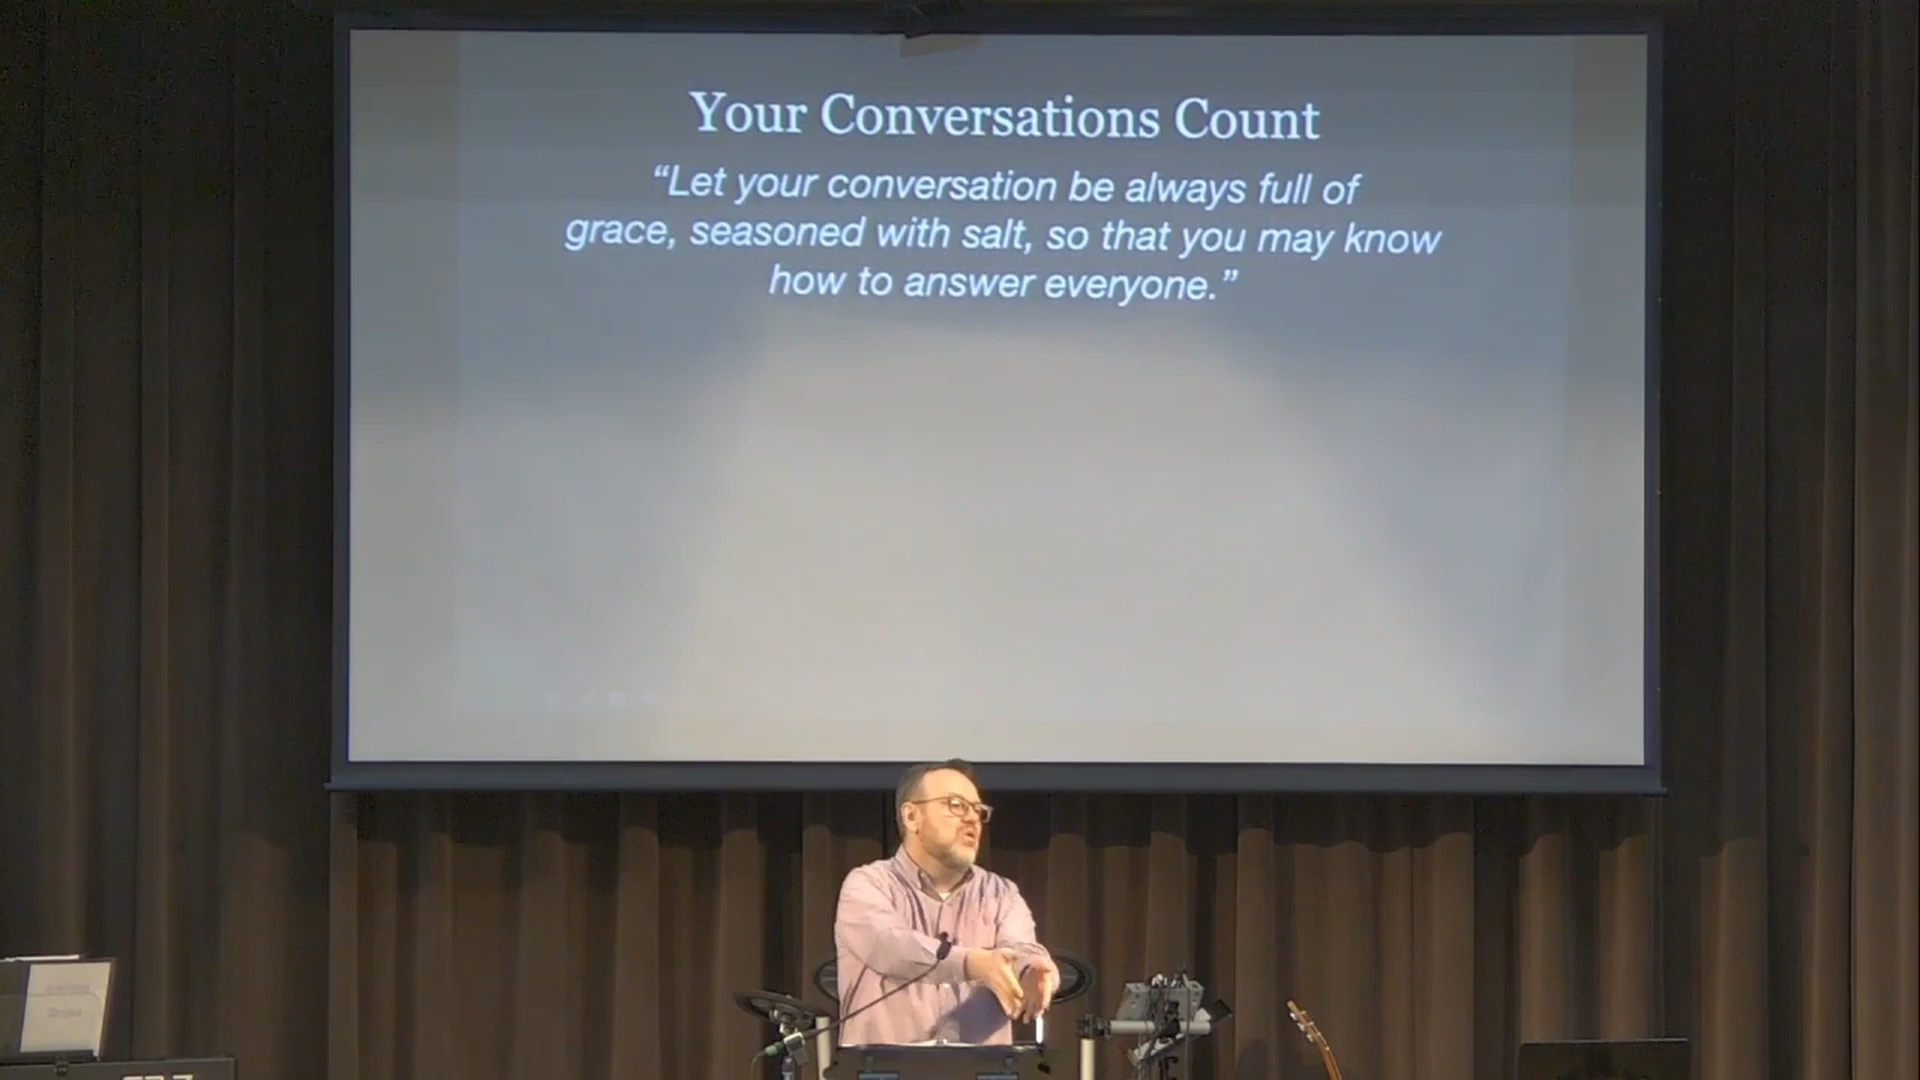 Your Conversations Count
“Let your conversation be always full of
grace, seasoned with salt, so that you may know
how to answer everyone.”